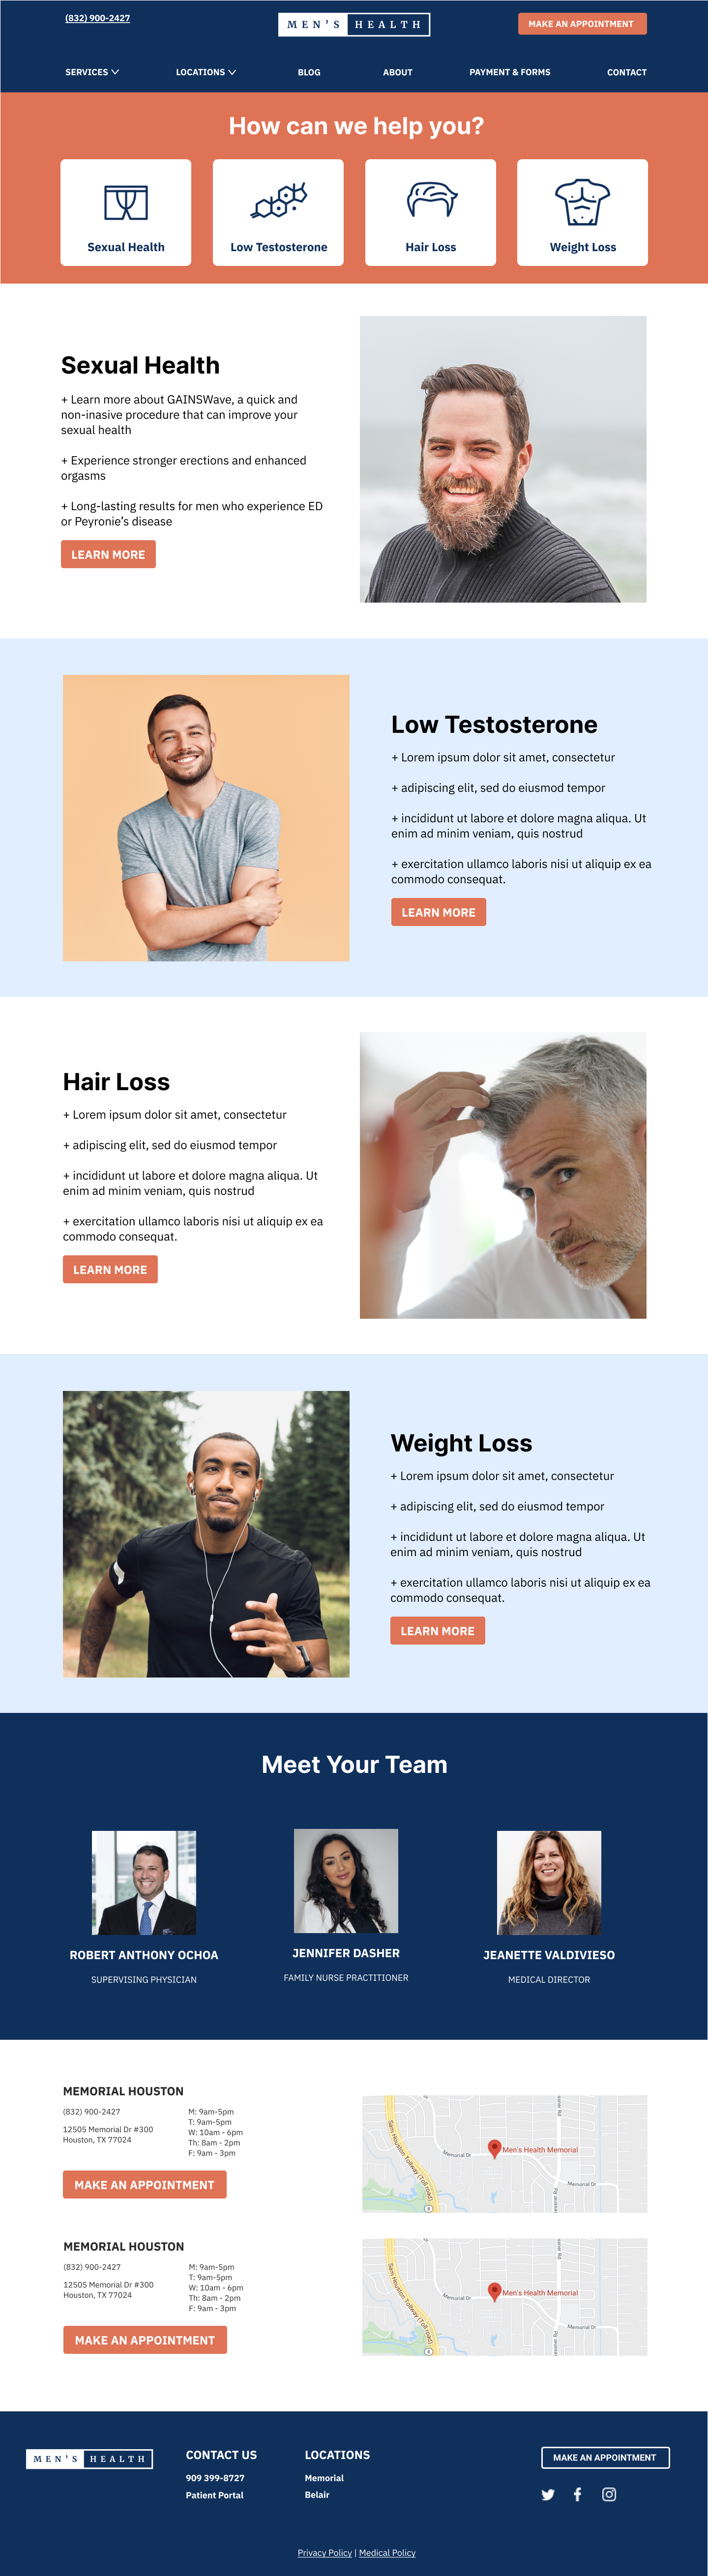 (832) 900-2427
MEN'S HEALTH
MAKE AN APPOINTMENT
SERVICES
LOCATIONS
BLOG
ABOUT
PAYMENT & FORMS
CONTACT
How can we help you?
Sexual Health
Low Testosterone
Hair Loss
Weight Loss
Sexual Health
+ Learn more about GAINSWave, a quick and
non-inasive procedure that can improve your
sexual health
+ Experience stronger erections and enhanced
orgasms
+ Long-lasting results for men who experience ED
or Peyronie's disease
LEARN MORE
Low Testosterone
+ Lorem ipsum dolor sit amet, consectetur
+ adipiscing elit, sed do eiusmod tempor
+ incididunt ut labore et dolore magna aliqua. Ut
enim ad minim veniam, quis nostrud
+ exercitation ullamco laboris nisi ut aliquip ex ea
commodo consequat.
LEARN MORE
Hair Loss
+ Lorem ipsum dolor sit amet, consectetur
+ adipiscing elit, sed do eiusmod tempor
+ incididunt ut labore et dolore magna aliqua. Ut
enim ad minim veniam, quis nostrud
+ exercitation ullamco laboris nisi ut aliquip ex ea
commodo consequat.
LEARN MORE
Weight Loss
+ Lorem ipsum dolor sit amet, consectetur
+ adipiscing elit, sed do eiusmod tempor
+ incididunt ut labore et dolore magna aliqua. Ut
enim ad minim veniam, quis nostrud
+ exercitation ullamco laboris nisi ut aliquip ex ea
commodo consequat.
LEARN MORE
Meet Your Team
ROBERT ANTHONY OCHOA
SUPERVISING PHYSICIAN
JENNIFER DASHER
FAMILY NURSE PRACTITIONER
JEANETTE VALDIVIESO
MEDICAL DIRECTOR
MEMORIAL HOUSTON
(832) 900-2427
12505 Memorial Dr #300
Houston, TX 77024
M: 9am-5pm
T: 9am-5pm
W: 10am - 6pm
Th: 8am - 2pm
F: 9am - 3pm
MAKE AN APPOINTMENT
Sam Houston Tollway (Toll road)
Memorial Dr
Men's Health Memorial
Memorial Dr
8
MEMORIAL HOUSTON
(832) 900-2427
12505 Memorial Dr #300
Houston, TX 77024
M: 9am-5pm
T: 9am-5pm
W: 10am - 6pm
Th: 8am - 2pm
F: 9am - 3pm
MAKE AN APPOINTMENT
Sam Houston Tollway (Toll road)
Memorial Dr
Men's Health Memorial
Memorial Dr
8
MEN'S HEALTH
CONTACT US
909 399-8727
Patient Portal
LOCATIONS
Memorial
Belair
MAKE AN APPOINTMENT
Privacy Policy | Medical Policy